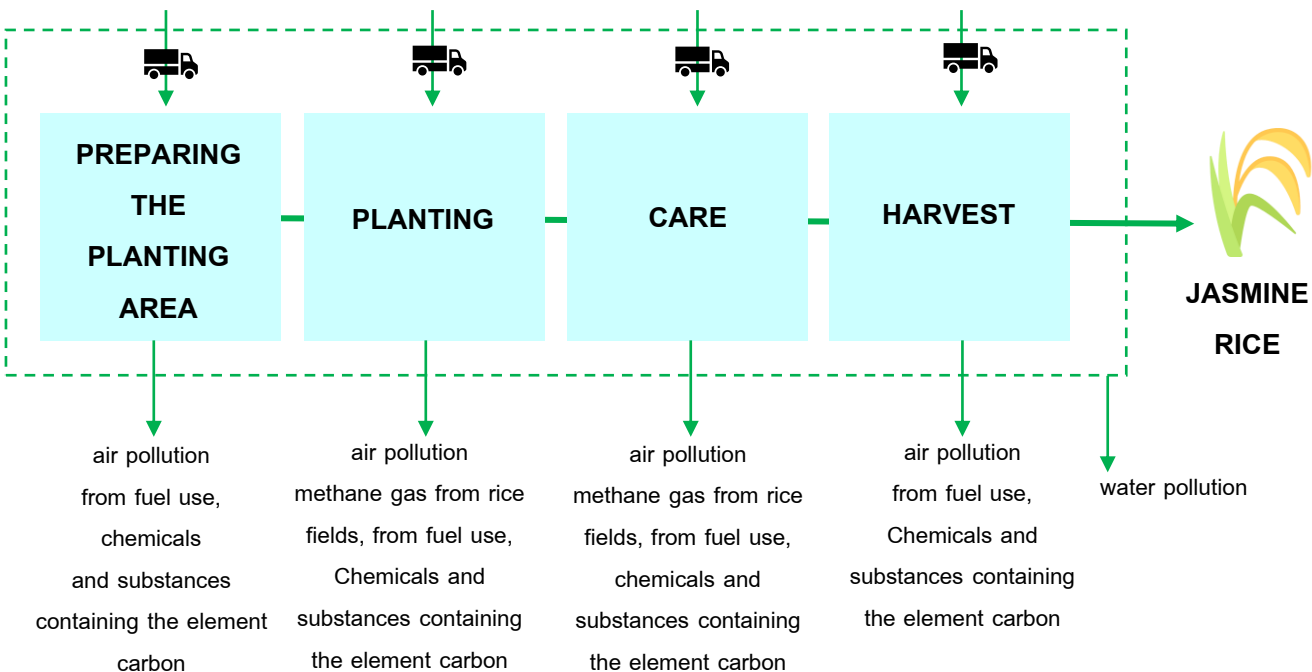 PREPARING
THE
PLANTING
AREA
PLANTING
CARE
HARVEST
JASMINE
RICE
air pollution
from fuel use,
chemicals
and substances
containing the element
carbon
air pollution
methane gas from rice
fields, from fuel use,
Chemicals and
substances containing
the element carbon
air pollution
methane gas from rice
fields, from fuel use,
chemicals and
substances containing
the element carbon
air pollution
from fuel use,
Chemicals and
substances containing
the element carbon
water pollution